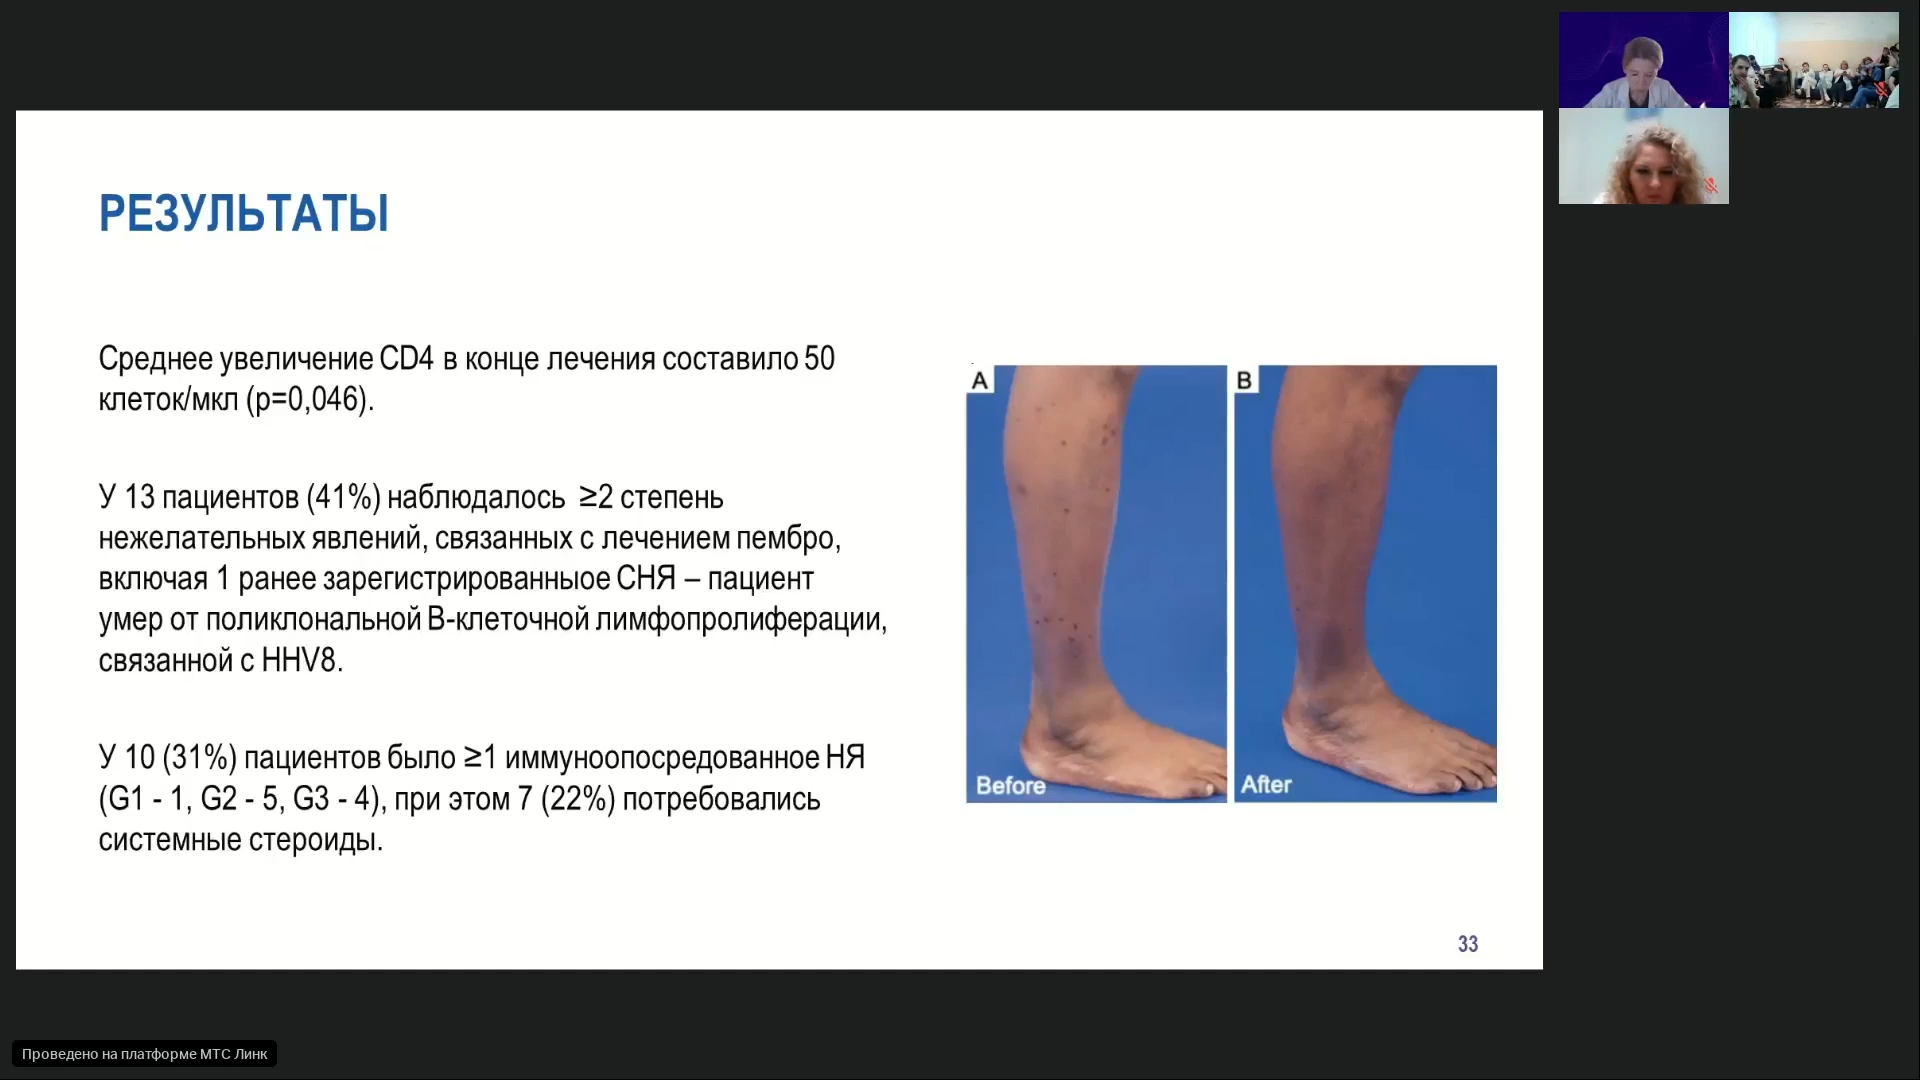 РЕЗУЛЬТАТЫ
Среднее увеличение CD4 в конце лечения составило 50
клеток/мкл (p=0,046).
У 13 пациентов (41%) наблюдалось ≥2 степень
нежелательных явлений, связанных с лечением пембро,
включая 1 ранее зарегистрированныое СНЯ – пациент
умер от поликлональной В-клеточной лимфопролиферации,
связанной с HHV8.
У 10 (31%) пациентов было ≥1 иммуноопосредованное НЯ
(G1 - 1, G2 - 5, G3 - 4), при этом 7 (22%) потребовались
системные стероиды.
A
Before
B
After
33
Проведено на платформе МТС Линк